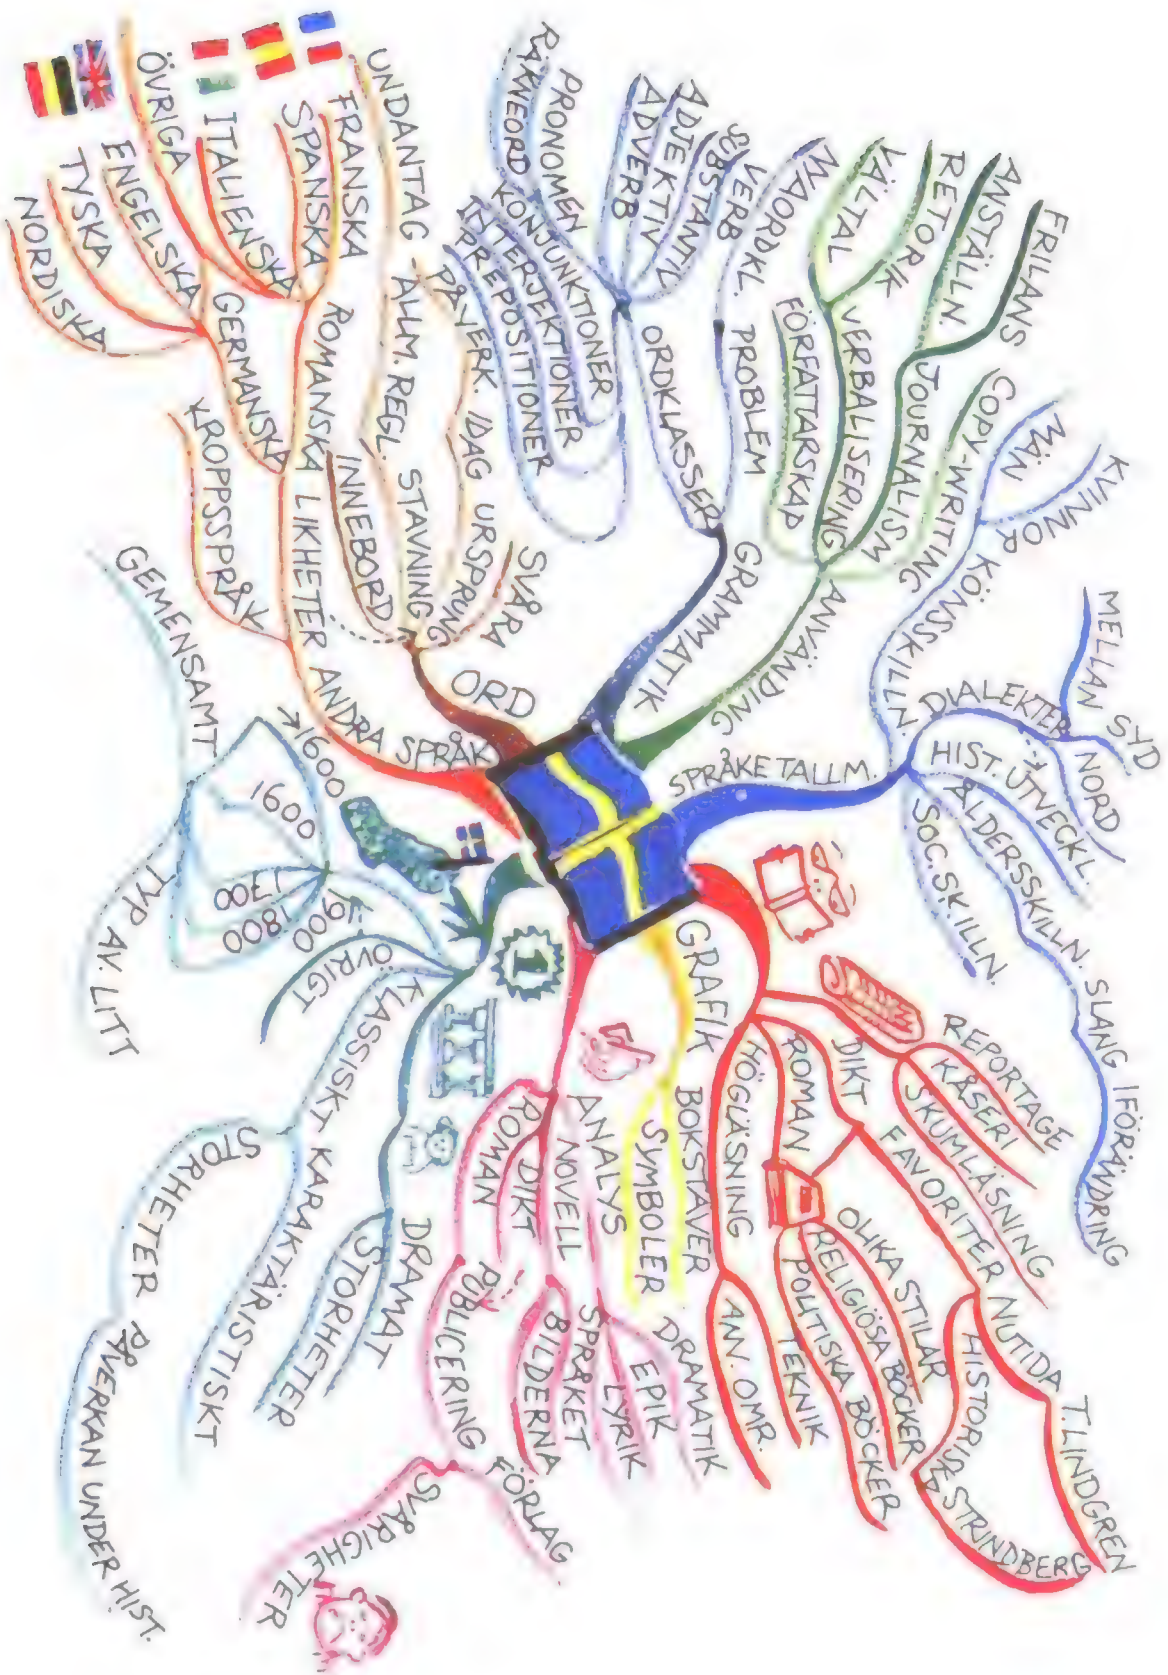 ÖVRIGA
ITALIENSKA
SPANSKA
FRANSKA
ENGELSKA
TYSKA
NORDISKA
GERMANSKA
ROMANSKA
LIKHETER
KROPPSSPRÅK
ANDRA SPRÅK
UNDANTAG - ALLM. REGL.
STAVNING
INNEBÖRD
PÅVERK. IDAG
URSPRUNG
SVÅRA
ORD
RÄKNEORD
PRONOMEN
KONJUNKTIONER
INTERJEKTIONER
PREPOSITIONER
ADVERB
ADJEKTIV
SUBSTANTIV
VERB
ORDKLASSER
NYAORDKL.
PROBLEM
GRAMMATIK
VÄLTAL
RETORIK
VERBALISERING
FÖRFATTARSKAP
ANSTÄLLN.
FRILANS
JOURNALISM
COPY-WRITING
ANVÄNDING
MÄN
KVINNOR
KÖNSSKILLN.
SPRÅKET ALLM.
DIALEKTER
MELLAN
SYD
NORD
HIST. UTVECKL.
ÅLDERSSKILLN.
SLANG
I FÖRÄNDRING
SOC. SKILLN.
REPORTAGE
KÅSERI
SKUMLÄSNING
DIKT
ROMAN
HÖGLÄSNING
FAVORITER
NUTIDA
T. LINDGREN
HISTORISK
STRINDBERG
OLIKA STILAR
RELIGIÖSA BÖCKER
POLITISKA BÖCKER
TEKNIK
ANV. OMR.
GRAFIK
BOKSTÄVER
SYMBOLER
ANALYS
NOVELL
DIKT
ROMAN
DRAMATIK
EPIK
LYRIK
SPRÅKET
BILDERNA
PUBLICERING
FÖRLAG
SVÅRIGHETER
1
DRAMAT
STORHETER
KLASSISKT
KARAKTÄRISTISKT
STORHETER
PÅVERKAN UNDER HIST.
ÖVRIGT
1900
1800
1700
1600
→1600
GEMENSAMT
TYP AV. LITT